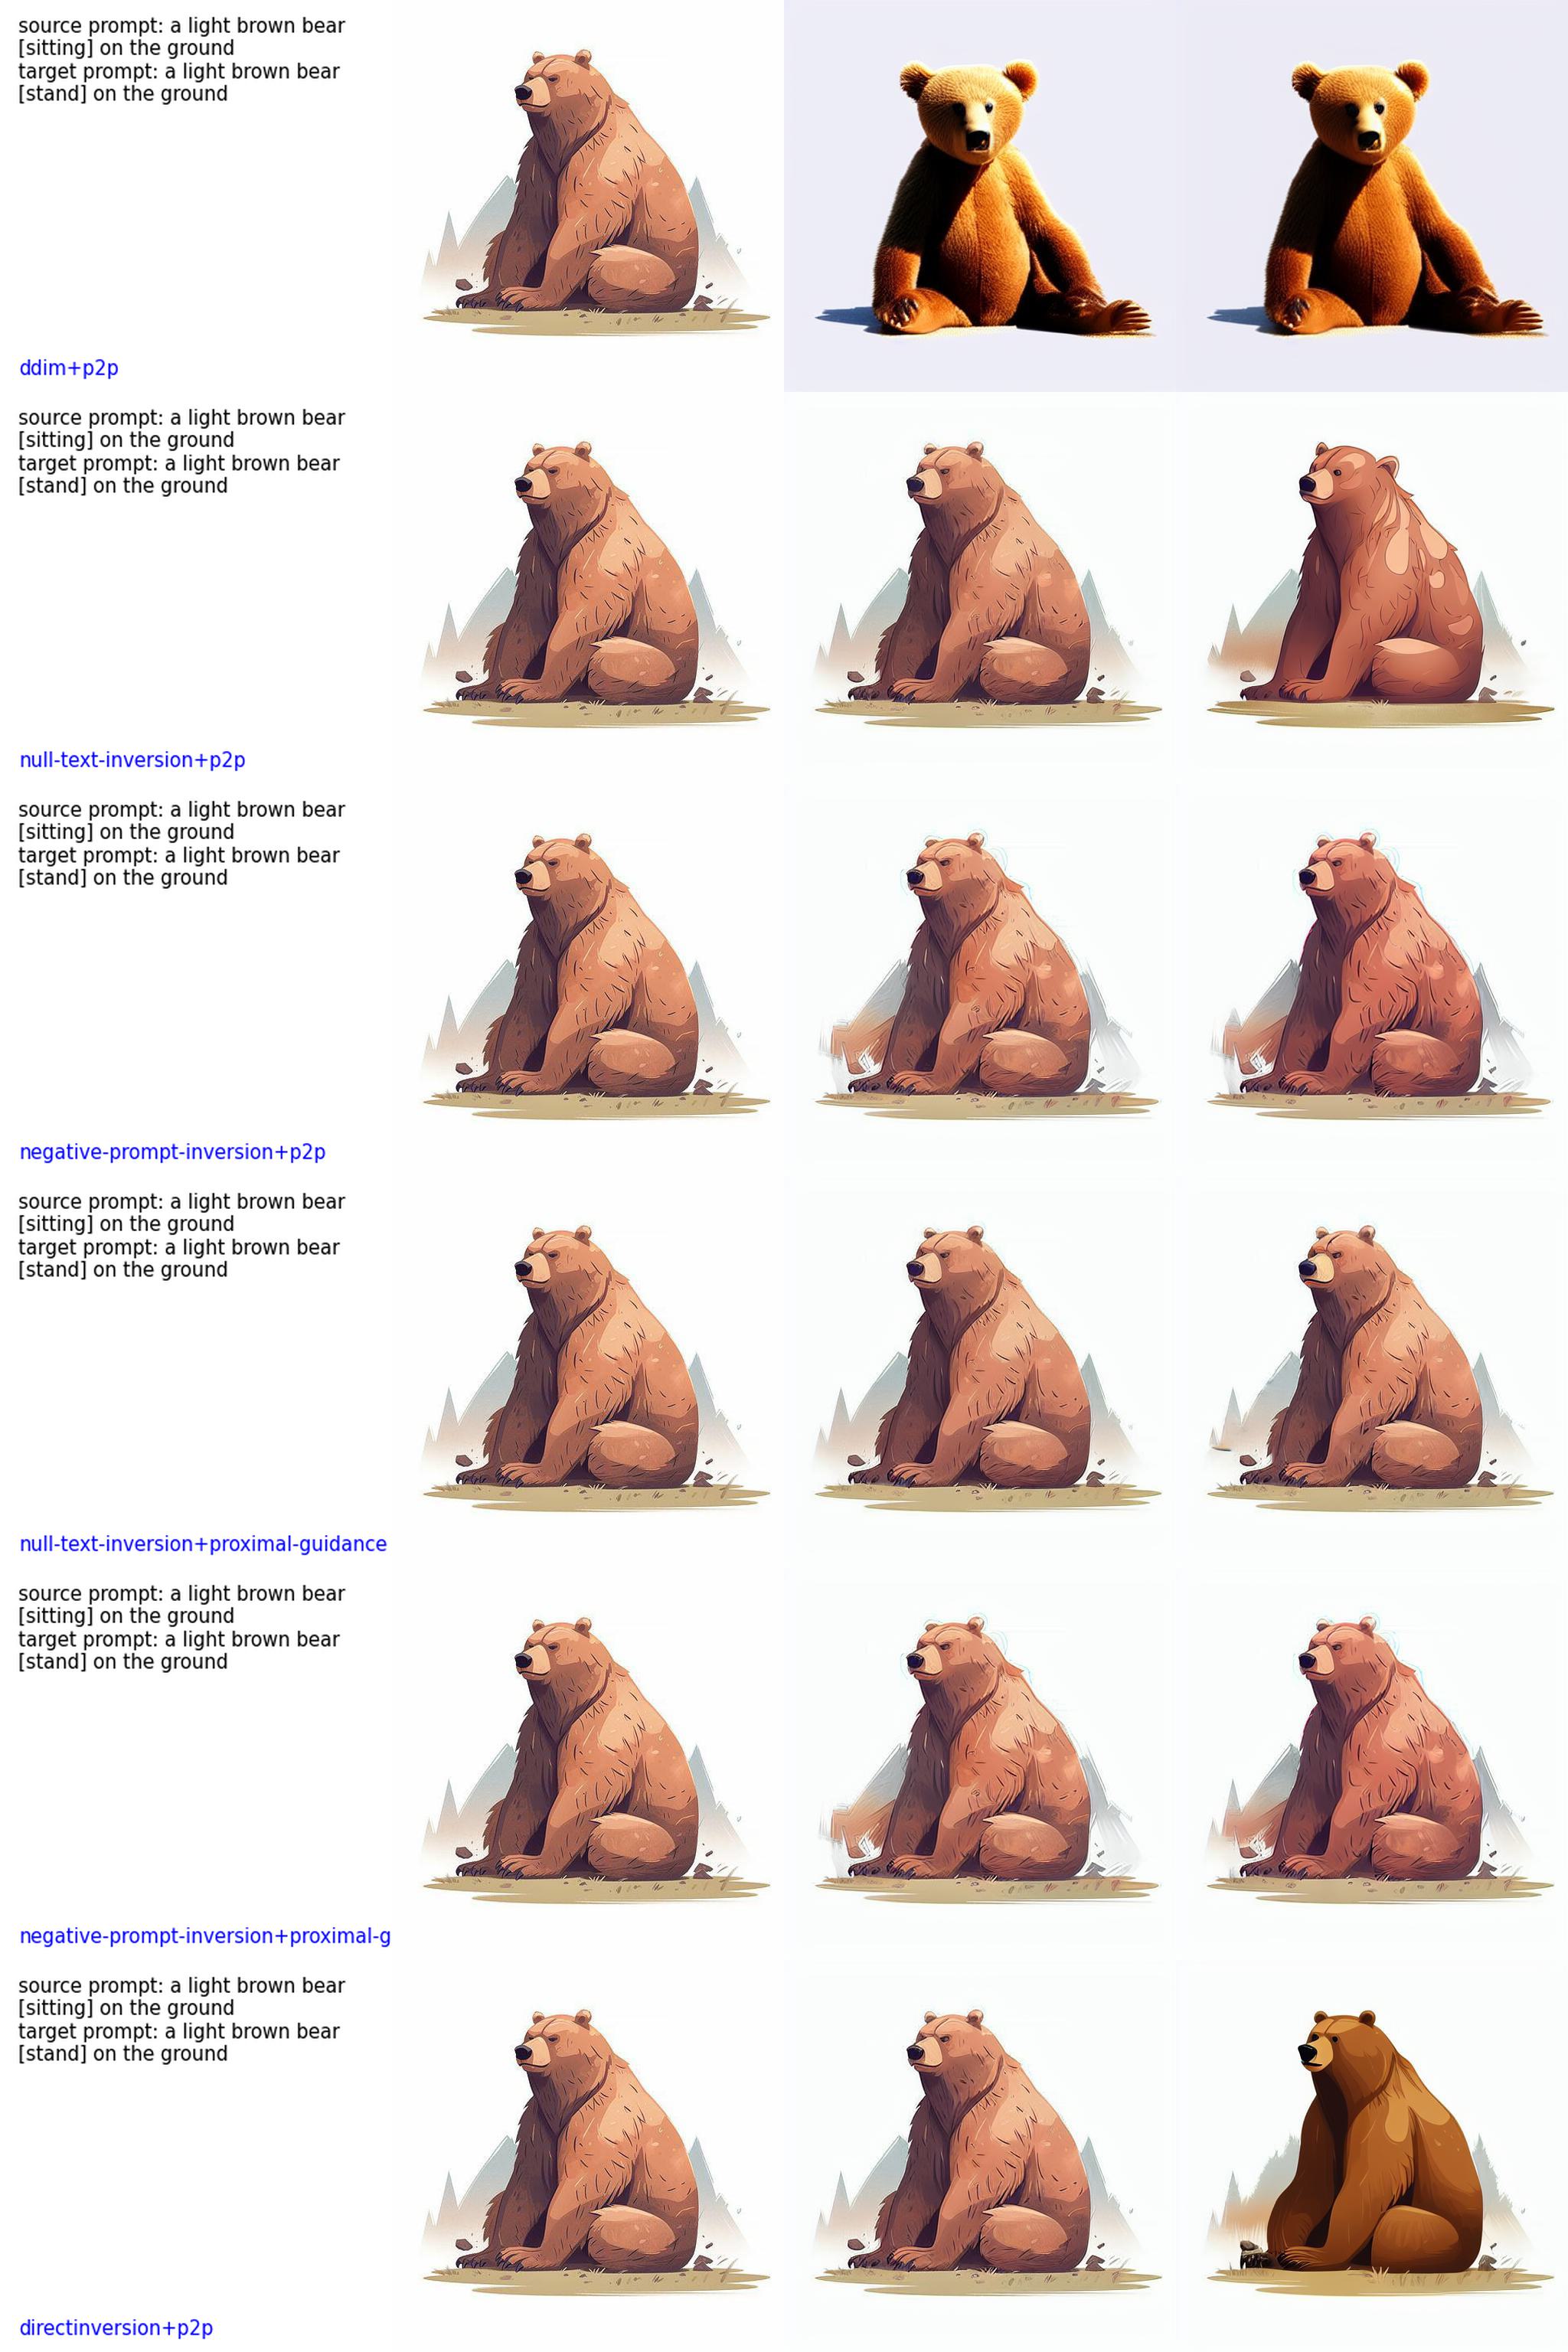 source prompt: a light brown bear
[sitting] on the ground
target prompt: a light brown bear
[stand] on the ground
ddim+p2p
source prompt: a light brown bear
[sitting] on the ground
target prompt: a light brown bear
[stand] on the ground
null-text-inversion+p2p
source prompt: a light brown bear
[sitting] on the ground
target prompt: a light brown bear
[stand] on the ground
negative-prompt-inversion+p2p
source prompt: a light brown bear
[sitting] on the ground
target prompt: a light brown bear
[stand] on the ground
null-text-inversion+proximal-guidance
source prompt: a light brown bear
[sitting] on the ground
target prompt: a light brown bear
[stand] on the ground
negative-prompt-inversion+proximal-g
source prompt: a light brown bear
[sitting] on the ground
target prompt: a light brown bear
[stand] on the ground
directinversion+p2p